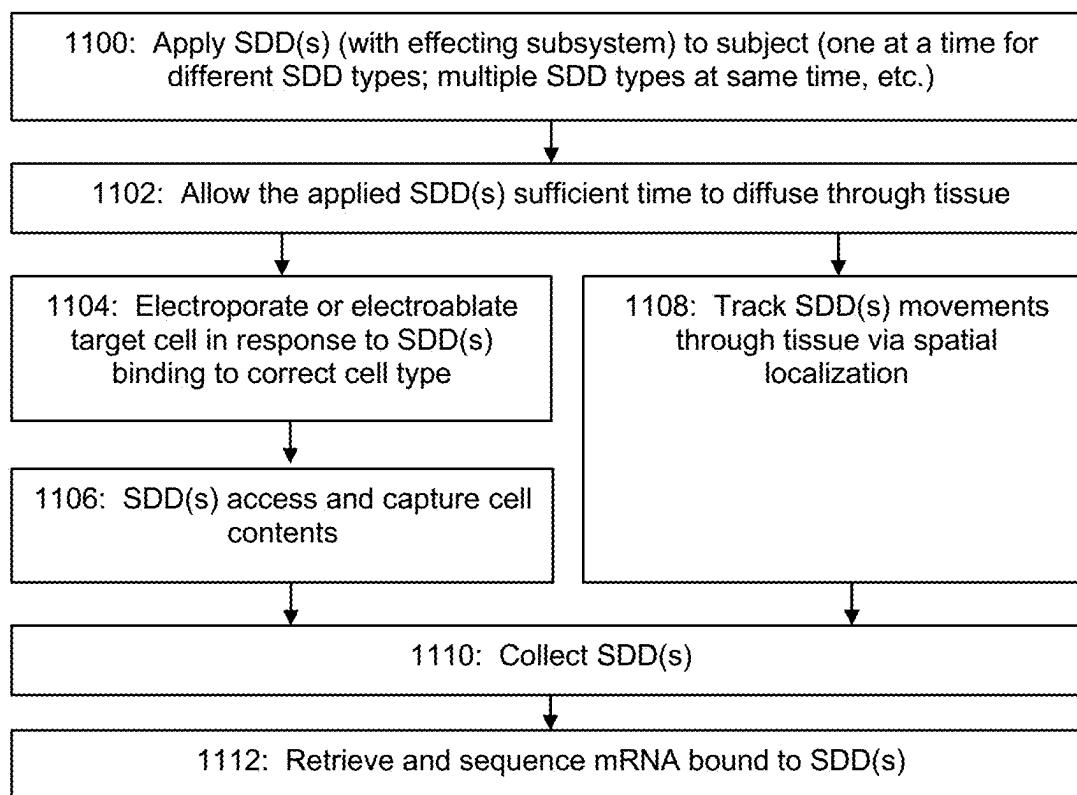 1100: Apply SDD(s) (with effecting subsystem) to subject (one at a time for
different SDD types; multiple SDD types at same time, etc.)
1102: Allow the applied SDD(s) sufficient time to diffuse through tissue
1104: Electroporate or electroablate
target cell in response to SDD(s)
binding to correct cell type
1106: SDD(s) access and capture cell
contents
1108: Track SDD(s) movements
through tissue via spatial
localization
1110: Collect SDD(s)
1112: Retrieve and sequence mRNA bound to SDD(s)